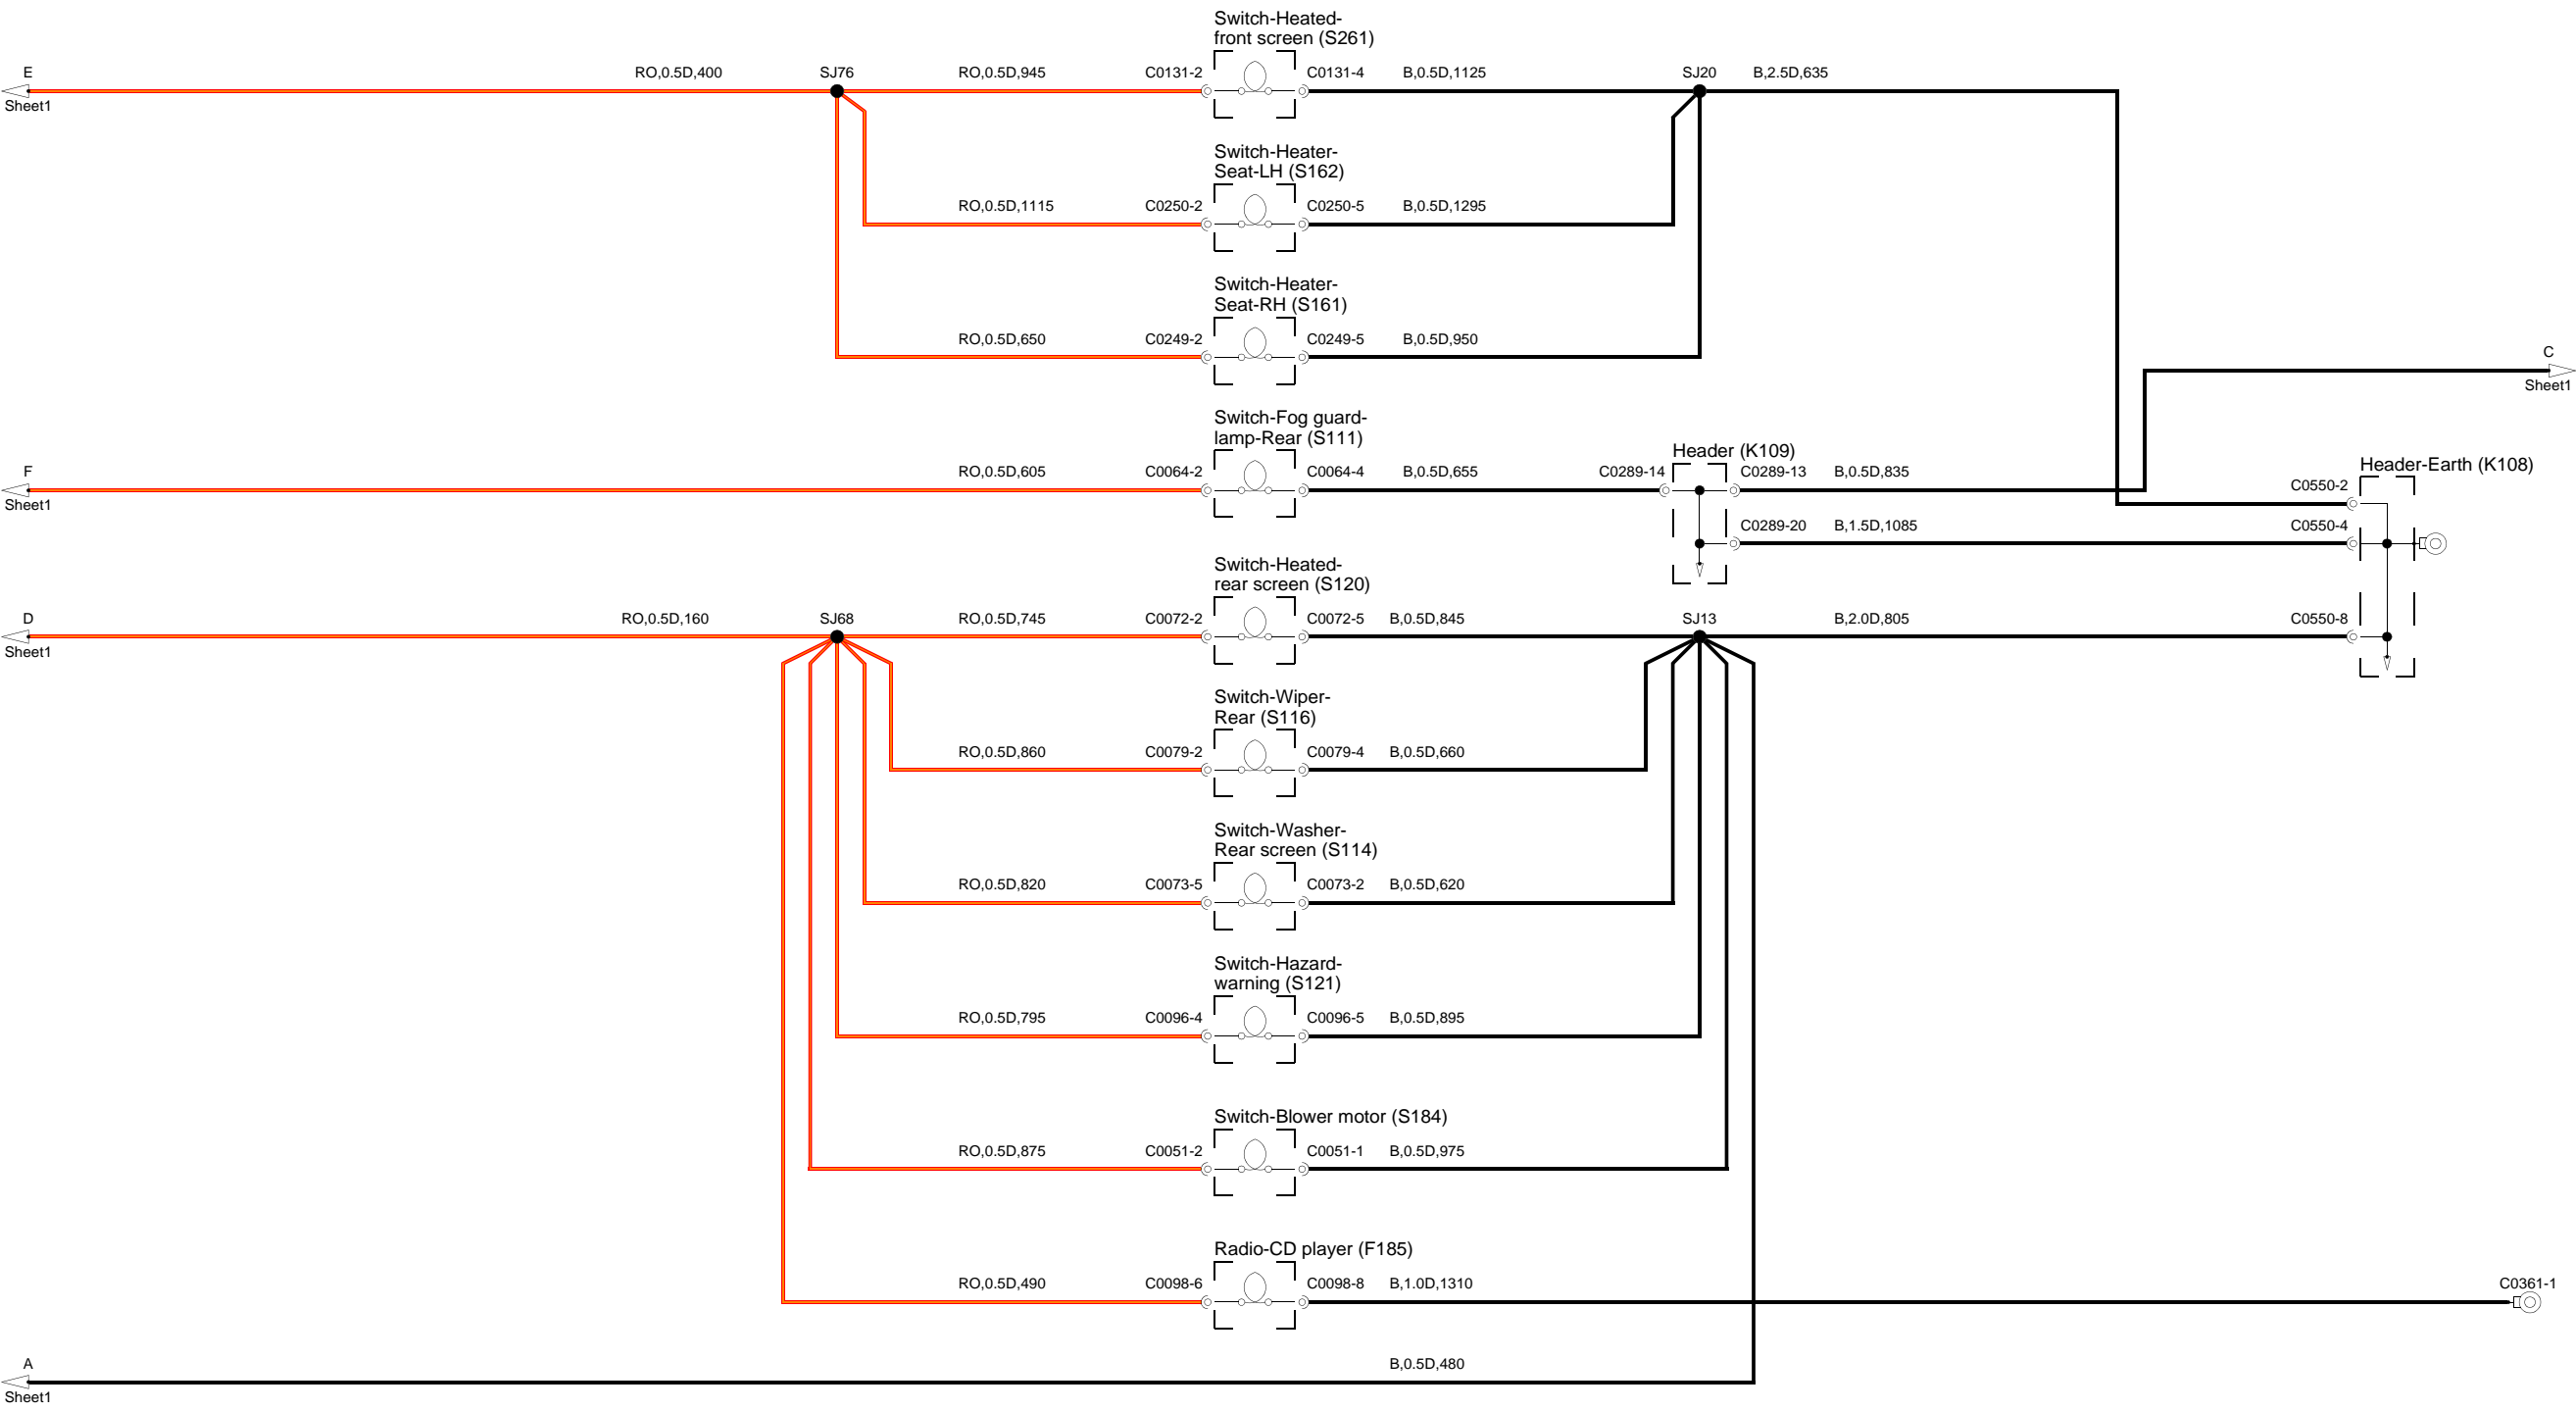 Switch-Heated-
front screen (S261)
E
RO,0.5D,400
SJ76
RO,0.5D,945
C0131-2
C0131-4
B,0.5D,1125
SJ20
B,2.5D,635
Sheet1
Switch-Heater-
Seat-LH (S162)
RO,0.5D,1115
C0250-2
C0250-5
B,0.5D,1295
Switch-Heater-
Seat-RH (S161)
RO,0.5D,650
C0249-2
C0249-5
B,0.5D,950
C
Sheet1
Switch-Fog guard-
lamp-Rear (S111)
Header (K109)
Header-Earth (K108)
F
RO,0.5D,605
C0064-2
C0064-4
B,0.5D,655
C0289-14
C0289-13
B,0.5D,835
C0550-2
Sheet1
C0289-20
B,1.5D,1085
C0550-4
Switch-Heated-
rear screen (S120)
D
RO,0.5D,160
SJ68
RO,0.5D,745
C0072-2
C0072-5
B,0.5D,845
SJ13
B,2.0D,805
C0550-8
Sheet1
Switch-Wiper-
Rear (S116)
RO,0.5D,860
C0079-2
C0079-4
B,0.5D,660
Switch-Washer-
Rear screen (S114)
RO,0.5D,820
C0073-5
C0073-2
B,0.5D,620
Switch-Hazard-
warning (S121)
RO,0.5D,795
C0096-4
C0096-5
B,0.5D,895
Switch-Blower motor (S184)
RO,0.5D,875
C0051-2
C0051-1
B,0.5D,975
Radio-CD player (F185)
RO,0.5D,490
C0098-6
C0098-8
B,1.0D,1310
C0361-1
A
B,0.5D,480
Sheet1